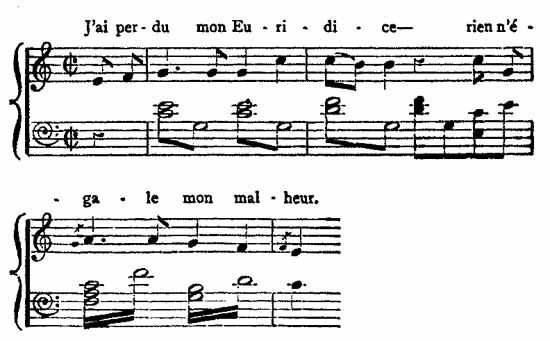 J'ai per-du mon Eu-ri-di-ce— rien n'é-
-ga-le mon mal-heur.